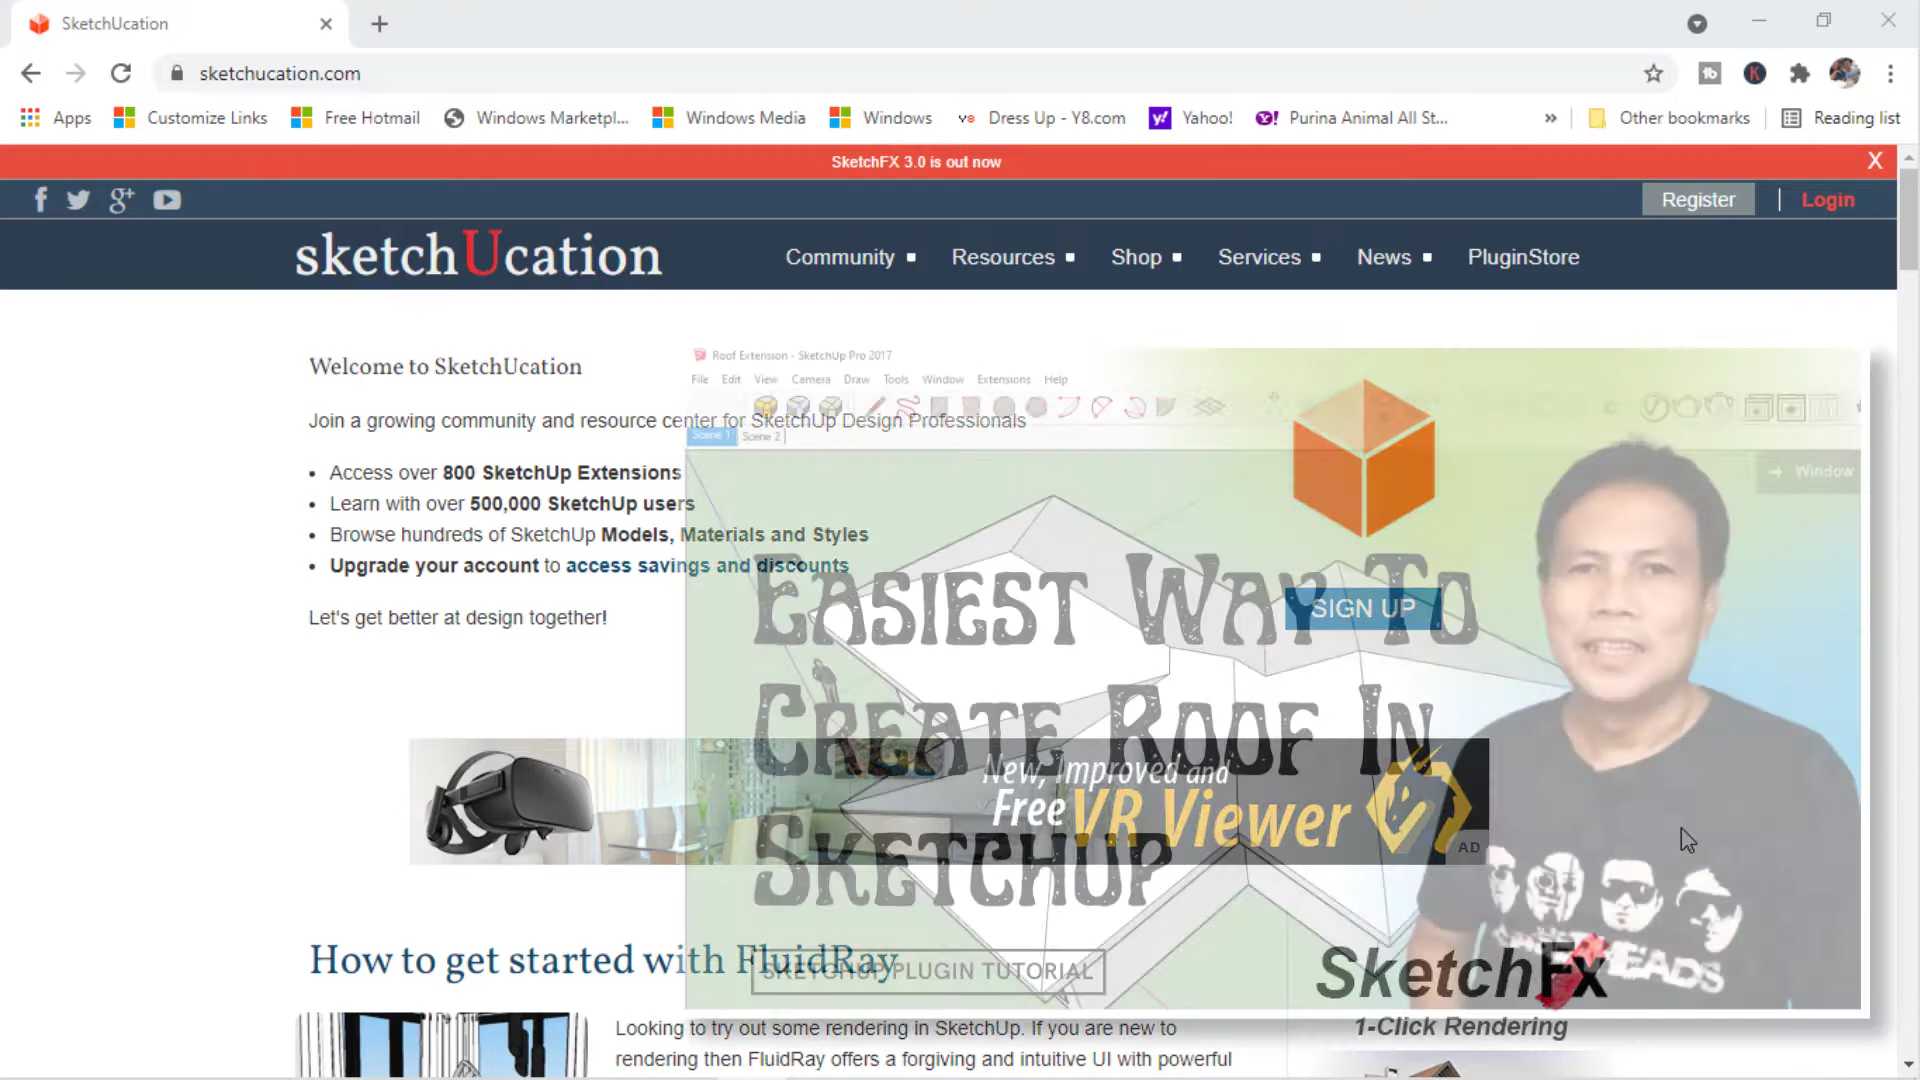 SketchUcation
sketchucation.com
Apps
Customize Links
Free Hotmail
Windows Marketpl...
Windows Media
Windows
Dress Up - Y8.com
Yahoo!
Purina Animal All St...
»
Other bookmarks
Reading list
SketchFX 3.0 is out now
X
Register
Login
sketchUcation
Community
Resources
Shop
Services
News
PluginStore
Welcome to SketchUcation
Roof Extension - SketchUp Pro 2017
File Edit View Camera Draw Tools Window Extensions Help
Join a growing community and resource center for SketchUp Design Professionals
Scene 1 Scene 2
• Access over 800 SketchUp Extensions
• Learn with over 500,000 SketchUp users
• Browse hundreds of SketchUp Models, Materials and Styles
• Upgrade your account to access savings and discounts
Let's get better at design together!
Window
SIGN UP
EASIEST WAY TO
CREATE ROOF IN
SKETCHUP
New, Improved and
Free VR Viewer
AD
How to get started with FluidRay
SKETCHUP PLUGIN TUTORIAL
SketchFx
1-Click Rendering
Looking to try out some rendering in SketchUp. If you are new to
rendering then FluidRay offers a forgiving and intuitive UI with powerful